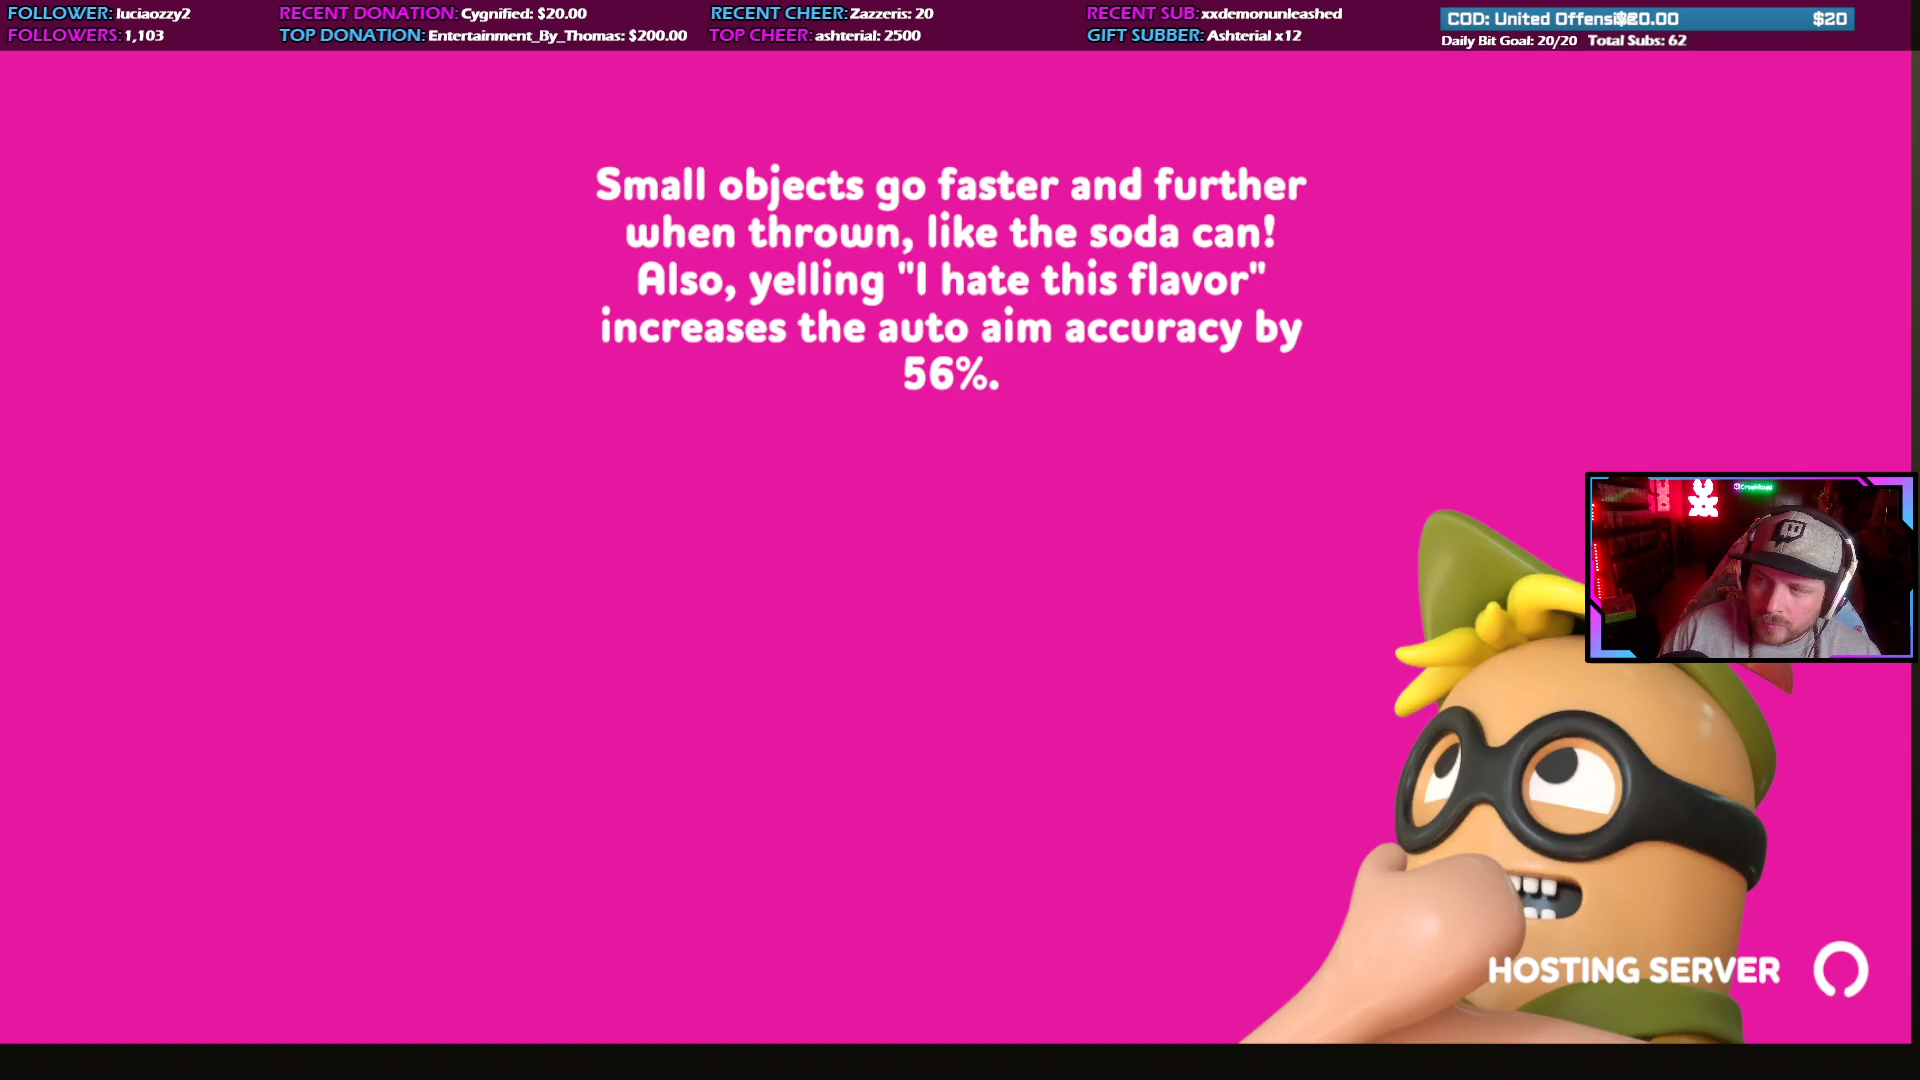 FOLLOWER: luciaozzy2
FOLLOWERS: 1,103
RECENT DONATION: Cygnified: $20.00
TOP DONATION: Entertainment_By_Thomas: $200.00
RECENT CHEER: Zazzeris: 20
TOP CHEER: ashterial: 2500
RECENT SUB: xxdemonunleashed
GIFT SUBBER: Ashterial x12
COD: United Offensi
$20
Daily Bit Goal: 20/20 Total Subs: 62
Small objects go faster and further
when thrown, like the soda can!
Also, yelling "I hate this flavor"
increases the auto aim accuracy by
56%.
HOSTING SERVER